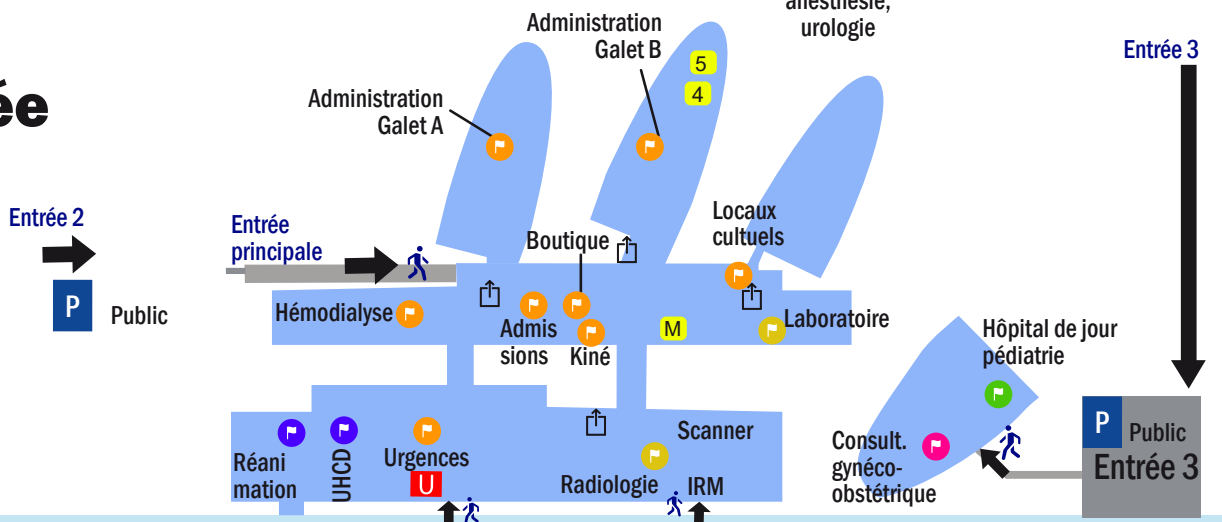 anesthésie,
urologie
Administration
Galet B
5
4
Entrée 3
ée
Administration
Galet A
Entrée 2
P
Public
Entrée
principale
Locaux
cultuels
Boutique
Hémodialyse
Admis
sions
Kiné
M
Laboratoire
Hôpital de jour
pédiatrie
Réani
mation
UHCD
Urgences
U
Scanner
Radiologie
IRM
Consult.
gynéco-
obstétrique
P
Public
Entrée 3